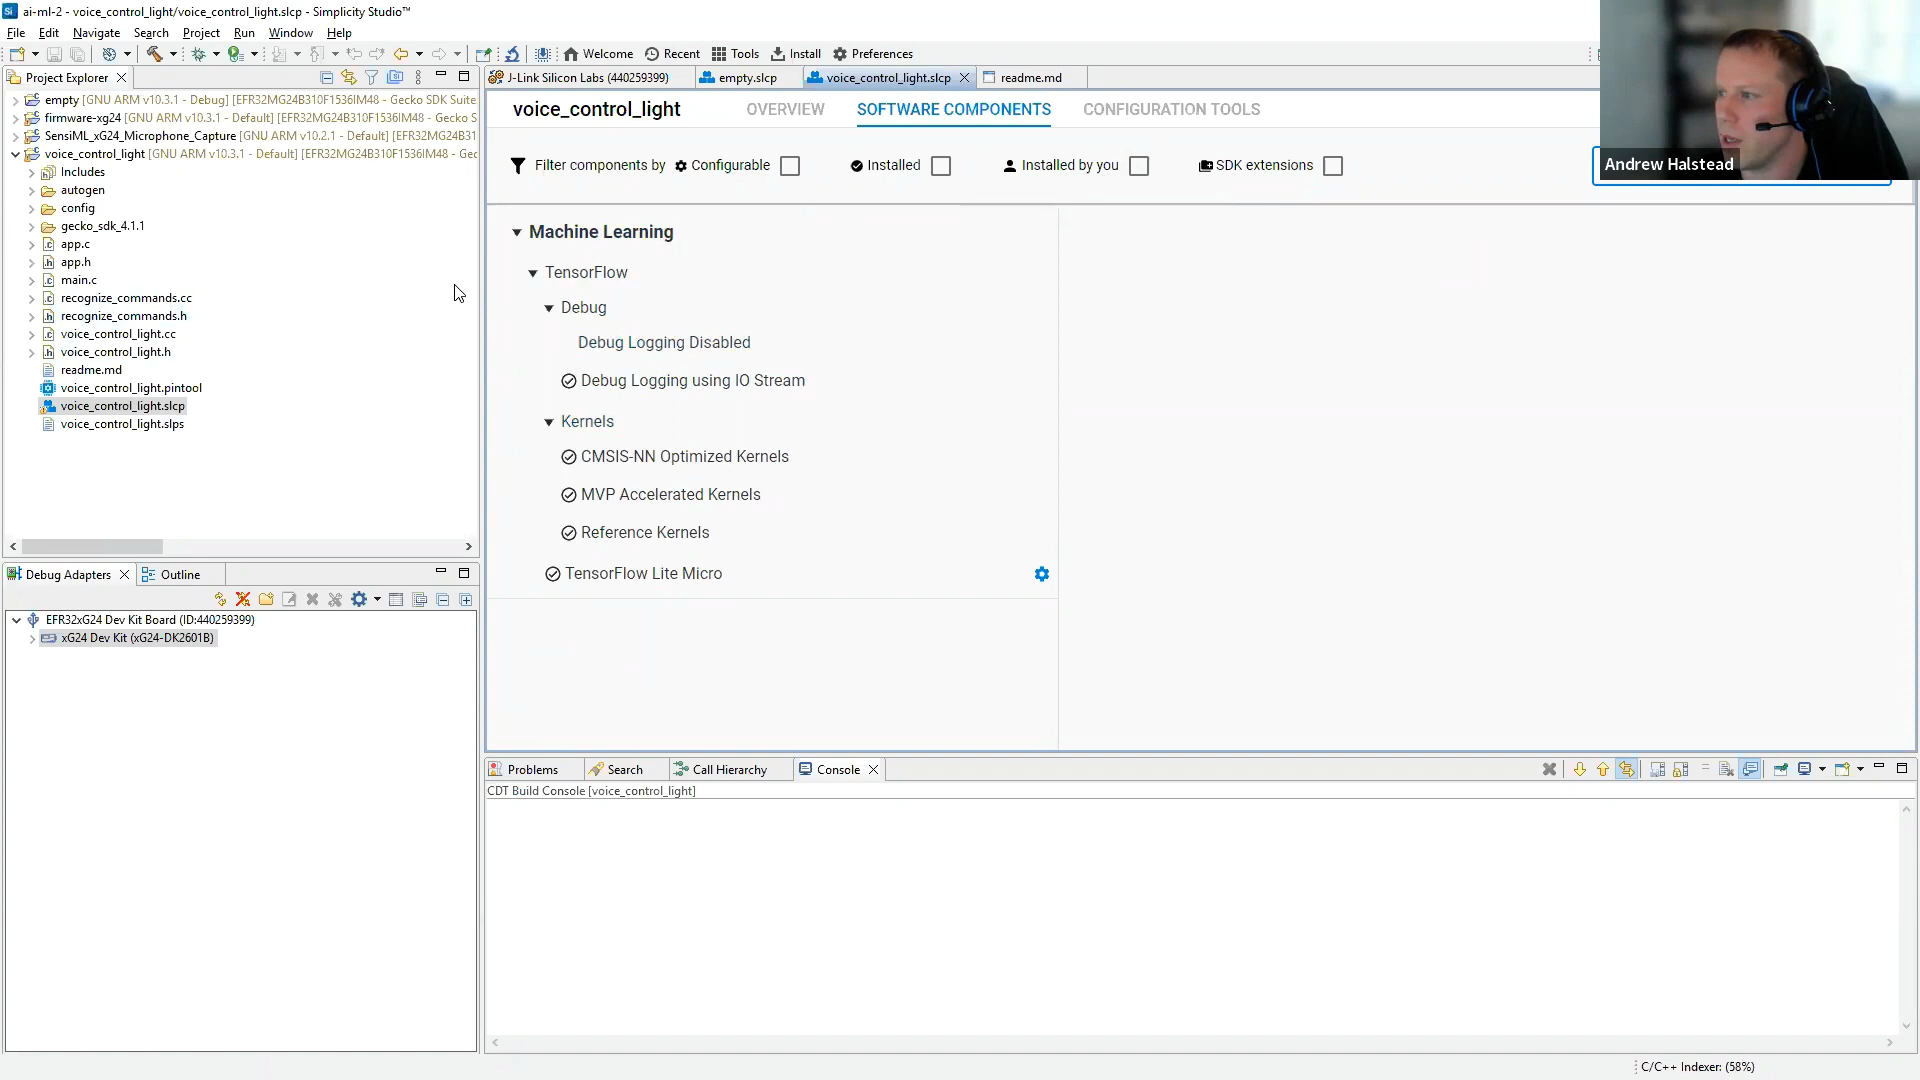 ai-ml-2 - voice_control_light/voice_control_light.slcp - Simplicity Studio™
File Edit Navigate Search Project Run Window Help
Welcome Recent Tools Install Preferences
Project Explorer
J-Link Silicon Labs (440259399) empty.slcp voice_control_light.slcp readme.md
empty [GNU ARM v10.3.1 - Debug] [EFR32MG24B310F1536IM48 - Gecko SDK Suite
firmware-xg24 [GNU ARM v10.3.1 - Default] [EFR32MG24B310F1536IM48 - Gecko S
SensiML_xG24_Microphone_Capture [GNU ARM v10.2.1 - Default] [EFR32MG24B31
voice_control_light [GNU ARM v10.3.1 - Default] [EFR32MG24B310F1536IM48 - Gec
Includes
autogen
config
gecko_sdk_4.1.1
app.c
app.h
main.c
recognize_commands.cc
recognize_commands.h
voice_control_light.cc
voice_control_light.h
readme.md
voice_control_light.pintool
voice_control_light.slcp
voice_control_light.slps
voice_control_light OVERVIEW SOFTWARE COMPONENTS CONFIGURATION TOOLS
Filter components by Configurable Installed Installed by you SDK extensions
Andrew Halstead
Machine Learning
TensorFlow
Debug
Debug Logging Disabled
Debug Logging using IO Stream
Kernels
CMSIS-NN Optimized Kernels
MVP Accelerated Kernels
Reference Kernels
TensorFlow Lite Micro
Debug Adapters Outline
EFR32xG24 Dev Kit Board (ID:440259399)
xG24 Dev Kit (xG24-DK2601B)
Problems Search Call Hierarchy Console
CDT Build Console [voice_control_light]
C/C++ Indexer: (58%)